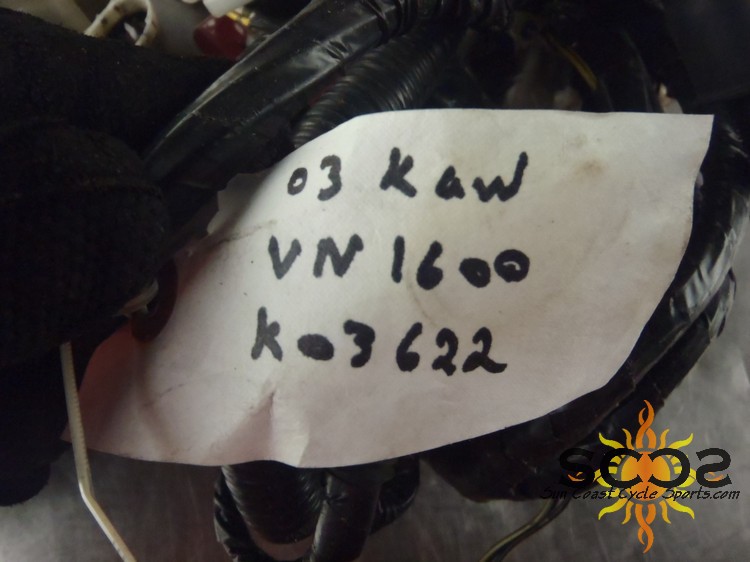 03 Kaw
VN 1600
K03622
SCCS
Sun Coast Cycle Sports.com